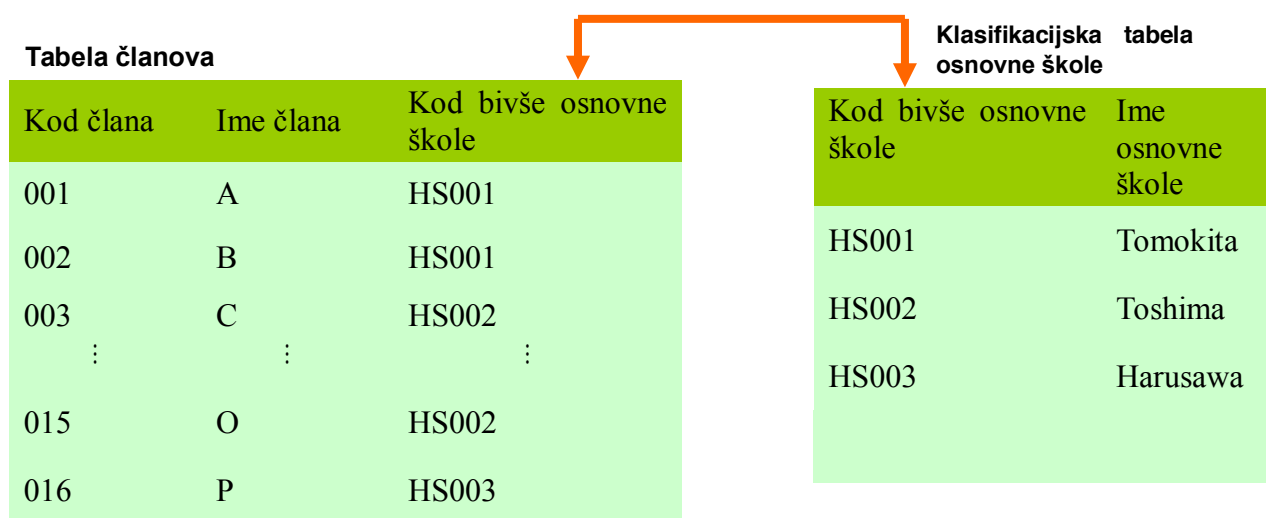 Tabela članova
Kod člana Ime člana Kod bivše osnovne
škole
001 A HS001
002 B HS001
003 C HS002
⋮ ⋮ ⋮
015 O HS002
016 P HS003
Klasifikacijska tabela
osnovne škole
Kod bivše osnovne škole Ime
osnovne
škole
HS001 Tomokita
HS002 Toshima
HS003 Harusawa